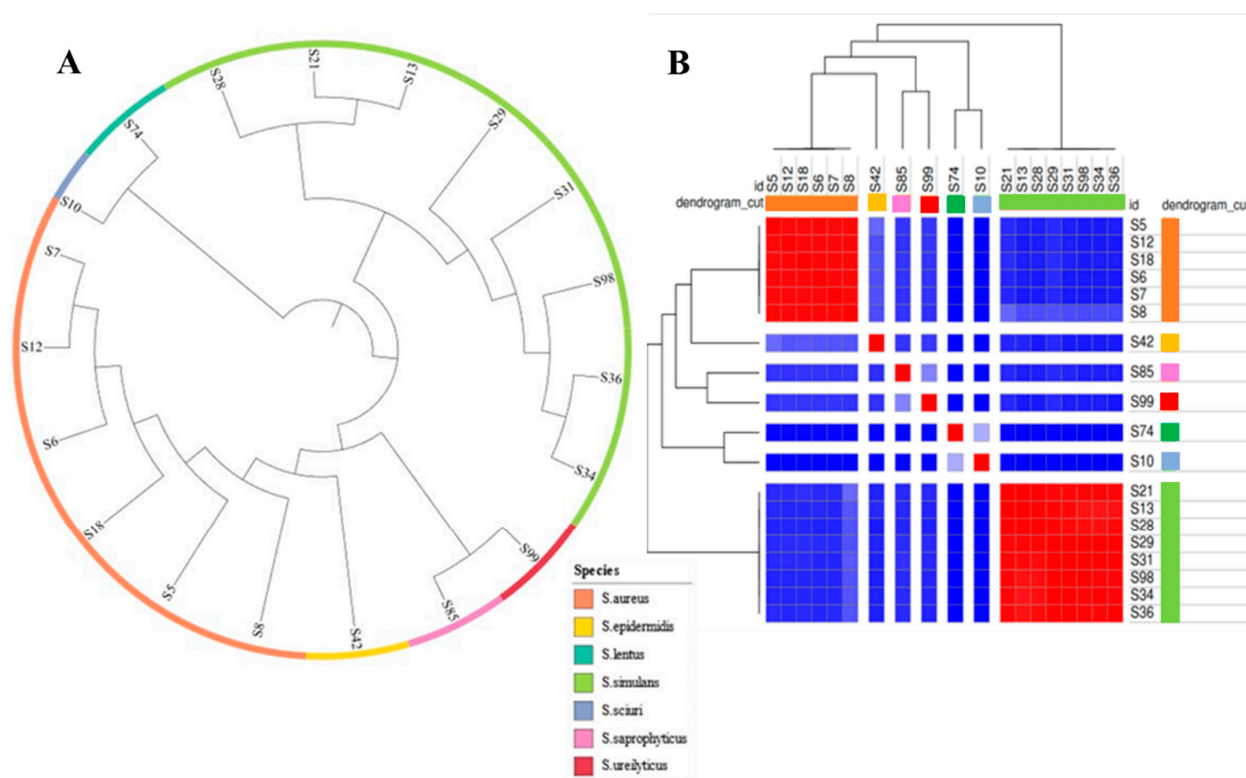 A
S28
S21
S13
S29
S31
S98
S36
S34
S99
S85
S42
S8
S5
S18
S6
S12
S7
S10
S74
Species
S.aureus
S.epidermidis
S.lentus
S.simulans
S.sciuri
S.saprophyticus
S.ureilyticus
B
id S5 S12 S18 S6 S7 S8 S42 S85 S99 S74 S10 S21 S13 S28 S29 S31 S98 S34 S36
dendrogram_cut id dendrogram_cu
S5
S12
S18
S6
S7
S8
S42
S85
S99
S74
S10
S21
S13
S28
S29
S31
S98
S34
S36